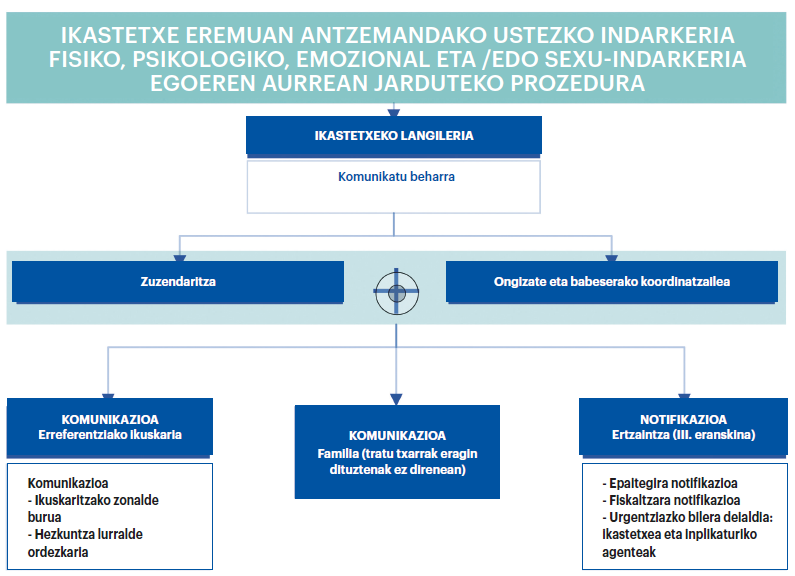 IKASTETXE EREMUAN ANTZEMANDAKO USTEZKO INDARKERIA
FISIKO, PSIKOLOGIKO, EMOZIONAL ETA /EDO SEXU-INDARKERIA
EGOEREN AURREAN JARDUTEKO PROZEDURA
IKASTETXEKO LANGILERIA
Komunikatu beharra
Zuzendaritza
Ongizate eta babeserako koordinatzailea
KOMUNIKAZIOA
Erreferentziako ikuskaria
Komunikazioa
- Ikuskaritzako zonalde
burua
- Hezkuntza lurralde
ordezkaria
KOMUNIKAZIOA
Familia (tratu txarrak eragin
dituztenak ez direnean)
NOTIFIKAZIOA
Ertzaintza (III. eranskina)
- Epaitegira notifikazioa
- Fiskaltzara notifikazioa
- Urgentziazko bilera deialdia:
ikastetxea eta inplikaturiko
agenteak